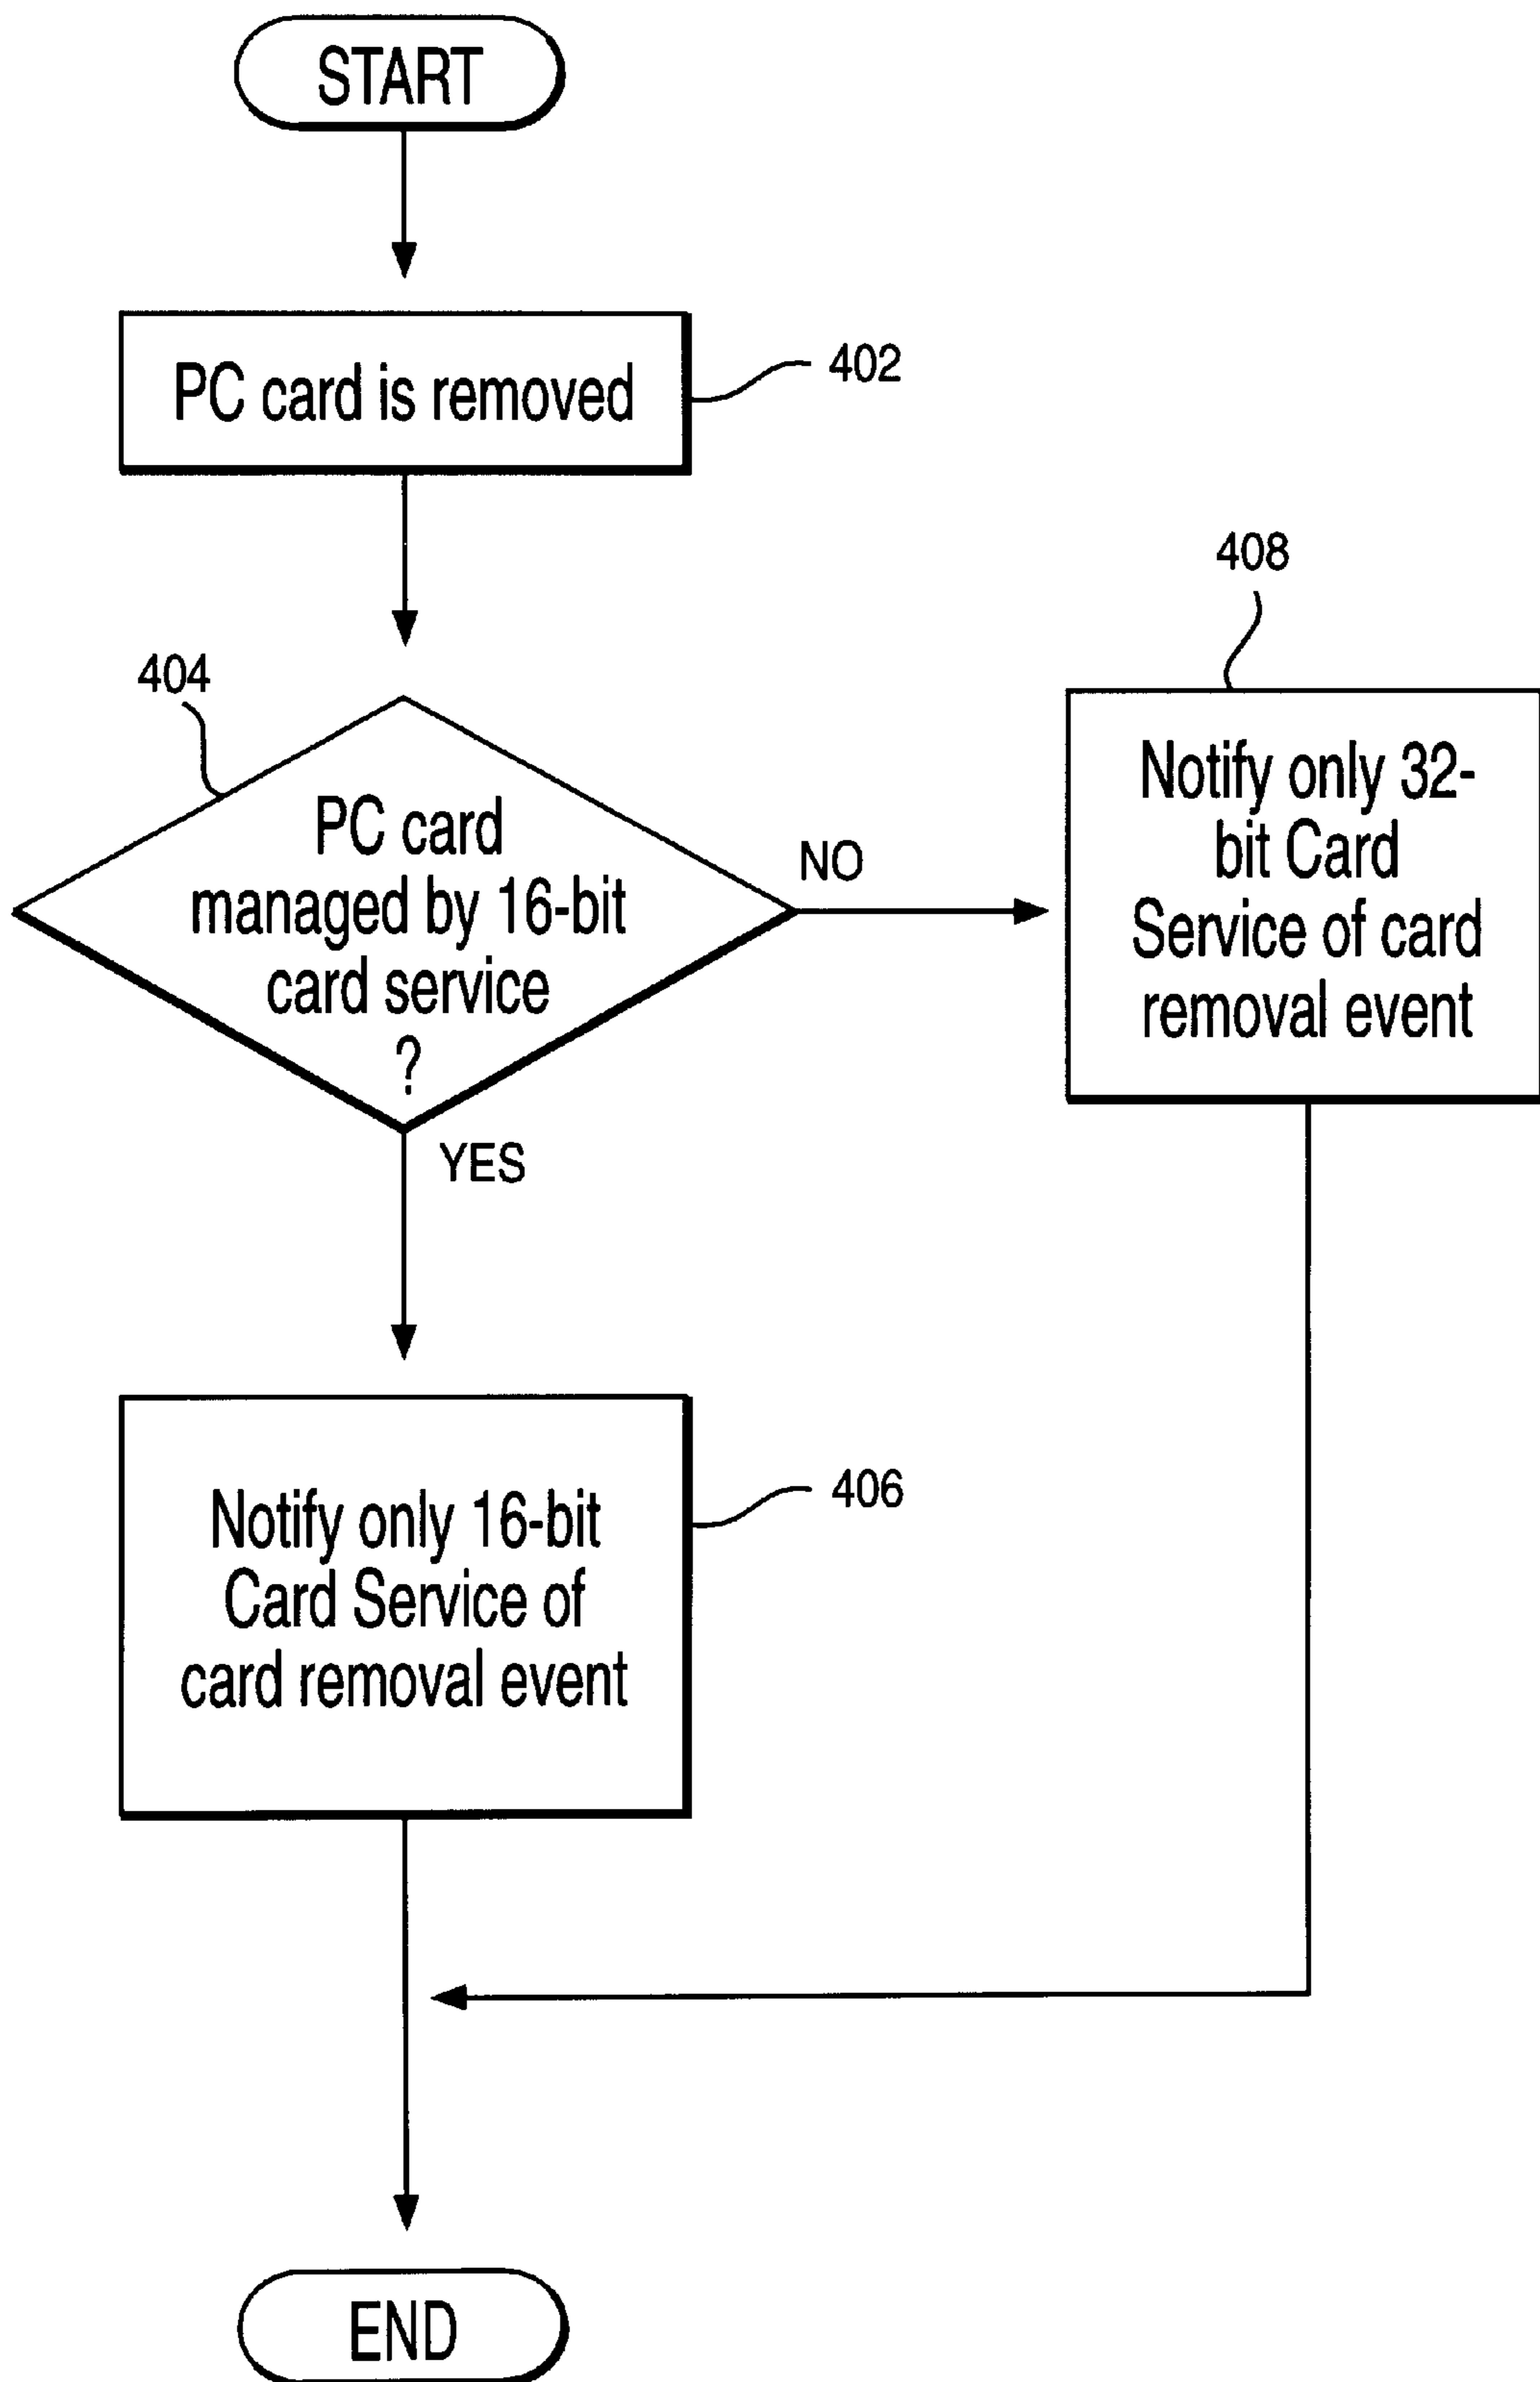 START
PC card is removed
402
404
PC card
managed by 16-bit
card service
?
NO
YES
408
Notify only 32-
bit Card
Service of card
removal event
Notify only 16-bit
Card Service of
card removal event
406
END